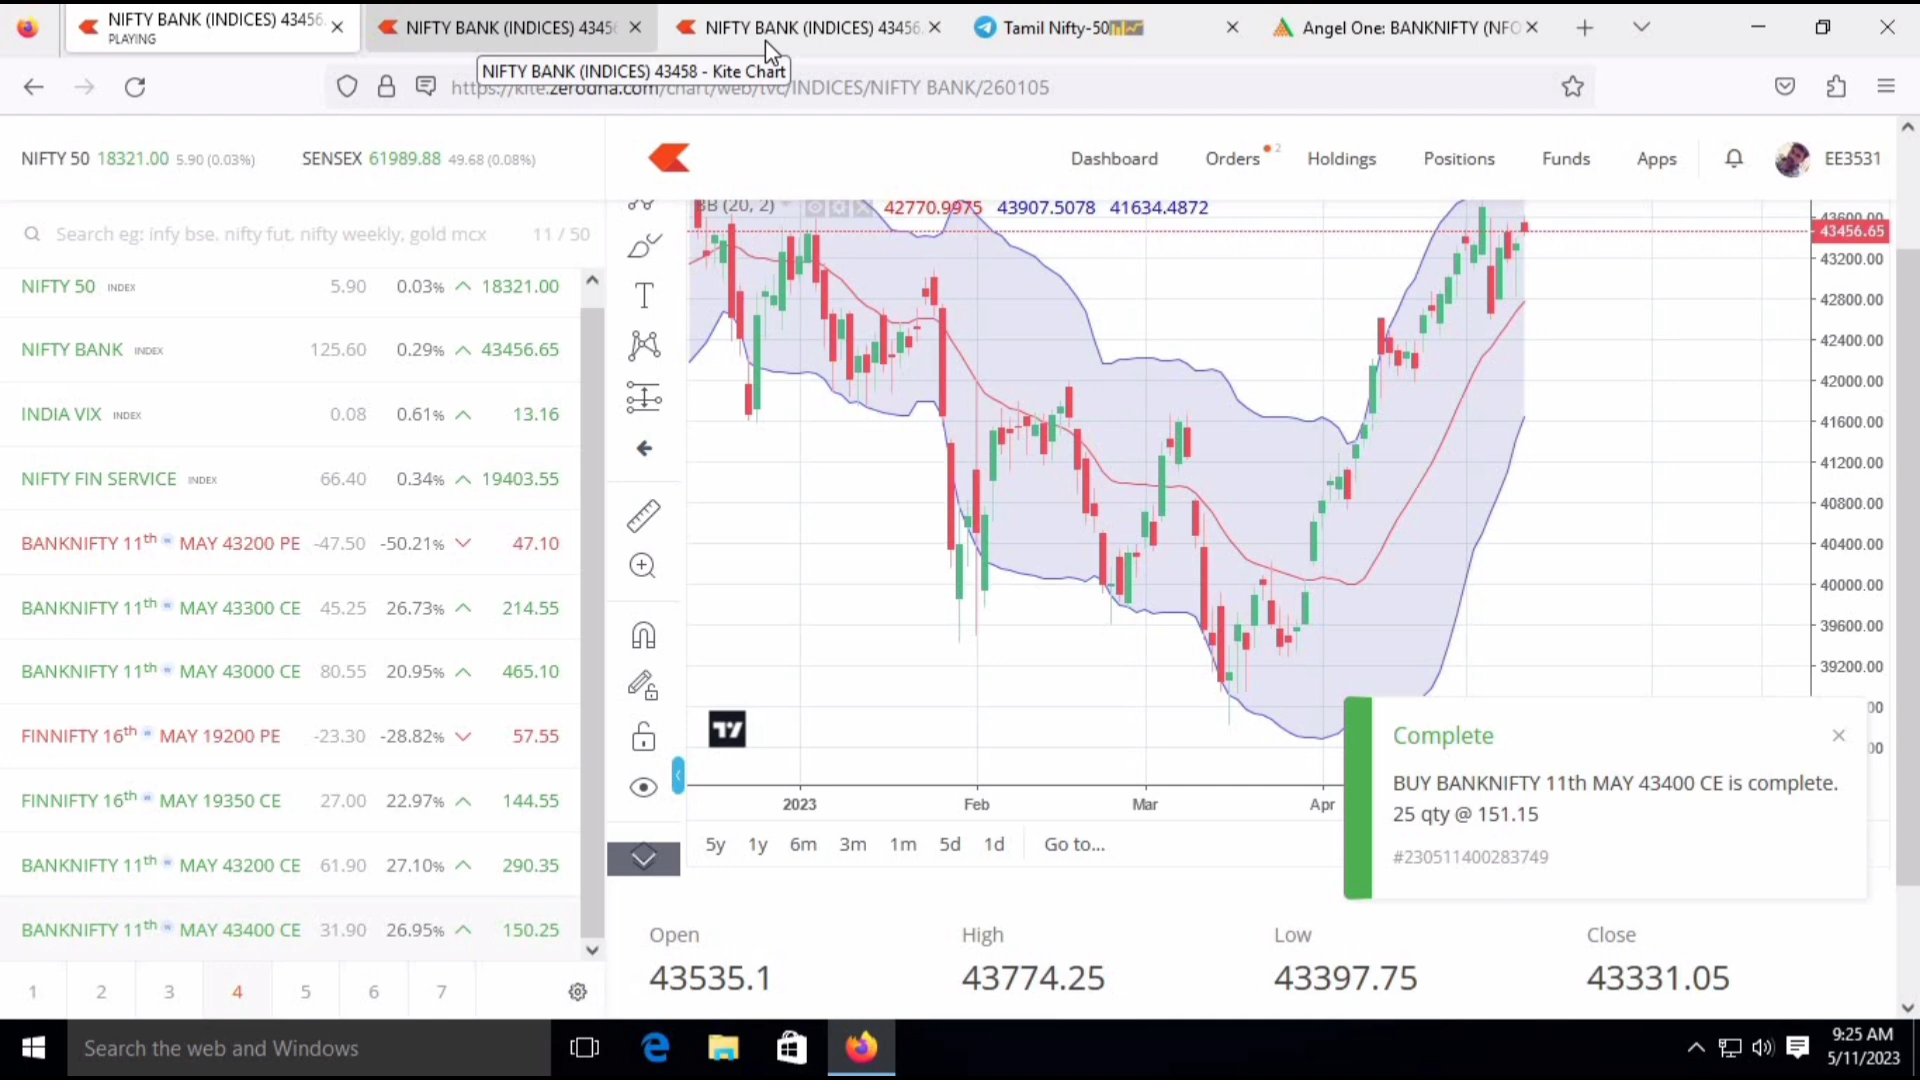 NIFTY BANK (INDICES) 43456.
PLAYING
NIFTY BANK (INDICES) 4345
NIFTY BANK (INDICES) 43456.
Tamil Nifty-50
Angel One: BANKNIFTY (NFO
NIFTY BANK (INDICES) 43458 - Kite Chart
https://kite.zerodha.com/chart/web/tvc/INDICES/NIFTY BANK/260105
NIFTY 50 18321.00 5.90 (0.03%) SENSEX 61989.88 49.68 (0.08%)
Dashboard Orders 2 Holdings Positions Funds Apps EE3531
Search eg: infy bse, nifty fut, nifty weekly, gold mcx 11 / 50
NIFTY 50 INDEX 5.90 0.03% 18321.00
NIFTY BANK INDEX 125.60 0.29% 43456.65
INDIA VIX INDEX 0.08 0.61% 13.16
NIFTY FIN SERVICE INDEX 66.40 0.34% 19403.55
BANKNIFTY 11th w MAY 43200 PE -47.50 -50.21% 47.10
BANKNIFTY 11th w MAY 43300 CE 45.25 26.73% 214.55
BANKNIFTY 11th w MAY 43000 CE 80.55 20.95% 465.10
FINNIFTY 16th w MAY 19200 PE -23.30 -28.82% 57.55
FINNIFTY 16th w MAY 19350 CE 27.00 22.97% 144.55
BANKNIFTY 11th w MAY 43200 CE 61.90 27.10% 290.35
BANKNIFTY 11th w MAY 43400 CE 31.90 26.95% 150.25
1 2 3 4 5 6 7
BB (20, 2) 42770.9975 43907.5078 41634.4872
43600.00
43456.65
43200.00
42800.00
42400.00
42000.00
41600.00
41200.00
40800.00
40400.00
40000.00
39600.00
39200.00
00
00
2023 Feb Mar Apr
5y 1y 6m 3m 1m 5d 1d Go to...
Complete
BUY BANKNIFTY 11th MAY 43400 CE is complete.
25 qty @ 151.15
#230511400283749
Open High Low Close
43535.1 43774.25 43397.75 43331.05
Search the web and Windows
9:25 AM
5/11/2023